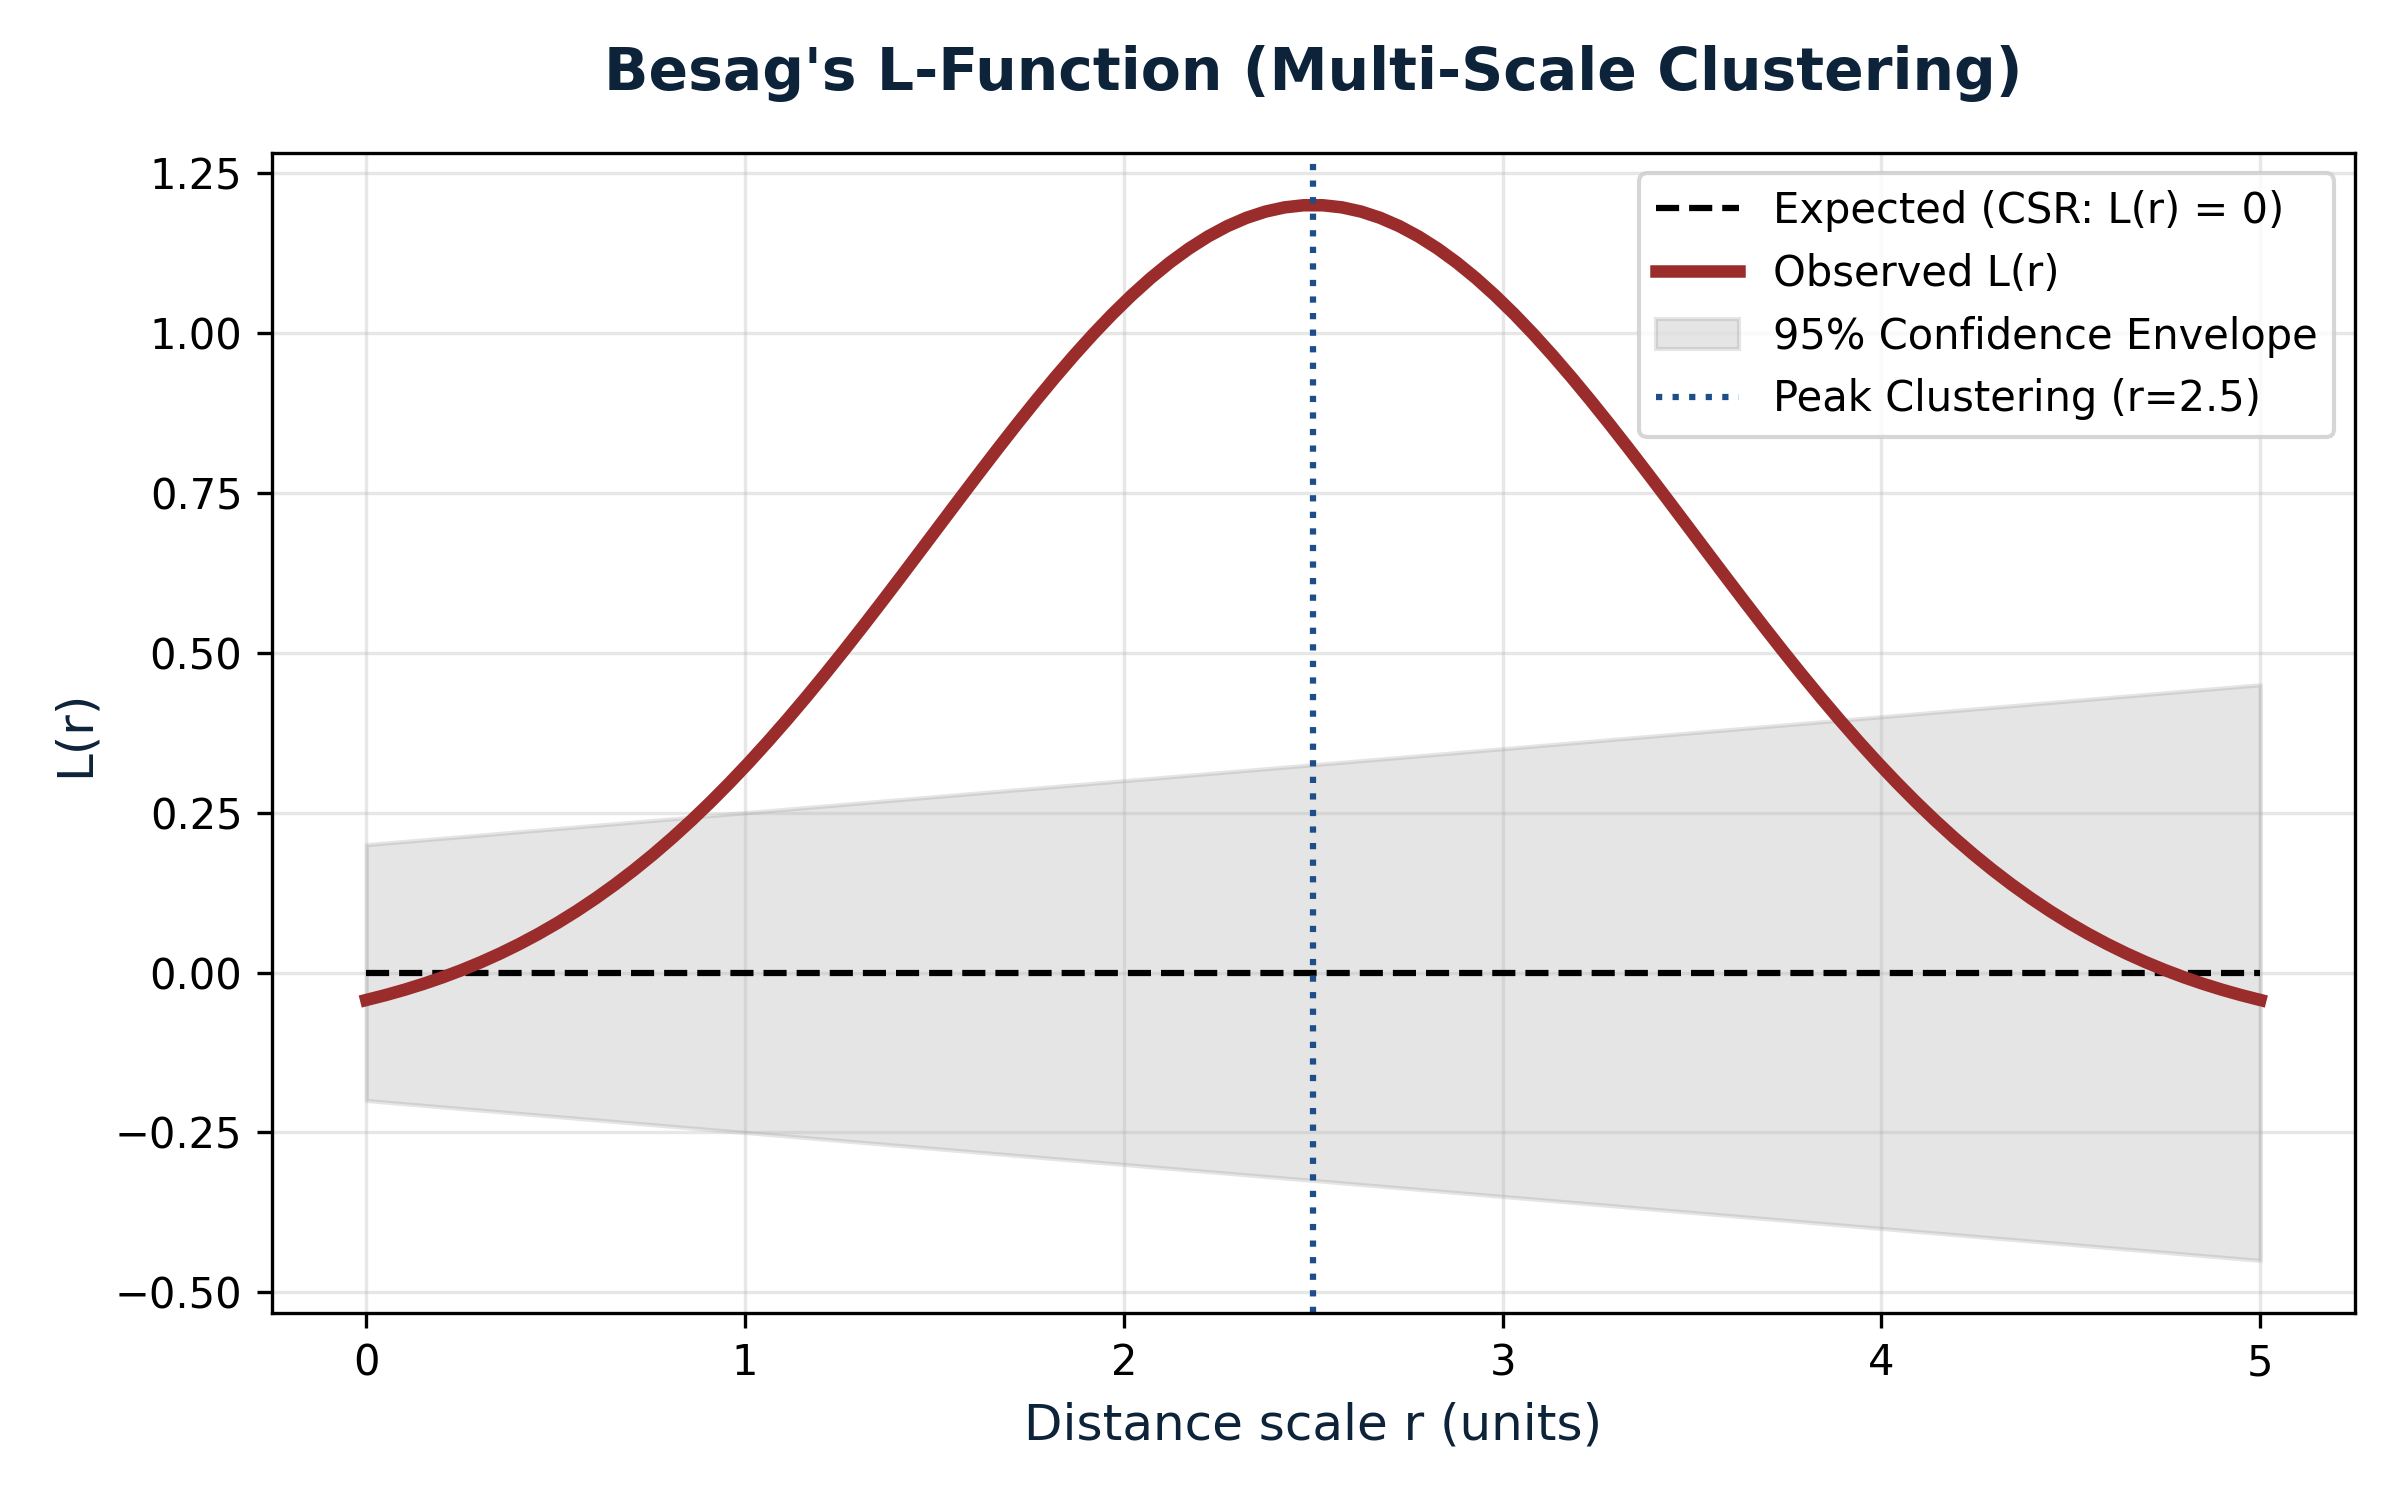 Besag's L-Function (Multi-Scale Clustering)
1.25
1.00
0.75
0.50
0.25
0.00
−0.25
−0.50
L(r)
Expected (CSR: L(r) = 0)
Observed L(r)
95% Confidence Envelope
Peak Clustering (r=2.5)
0 1 2 3 4 5
Distance scale r (units)